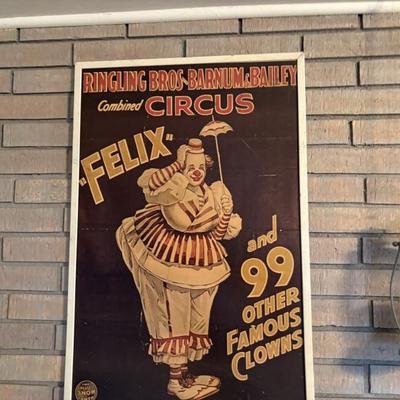 RINGLING BROS BARNUM & BAILEY
Combined CIRCUS
"FELIX"
and
99
OTHER
FAMOUS
CLOWNS